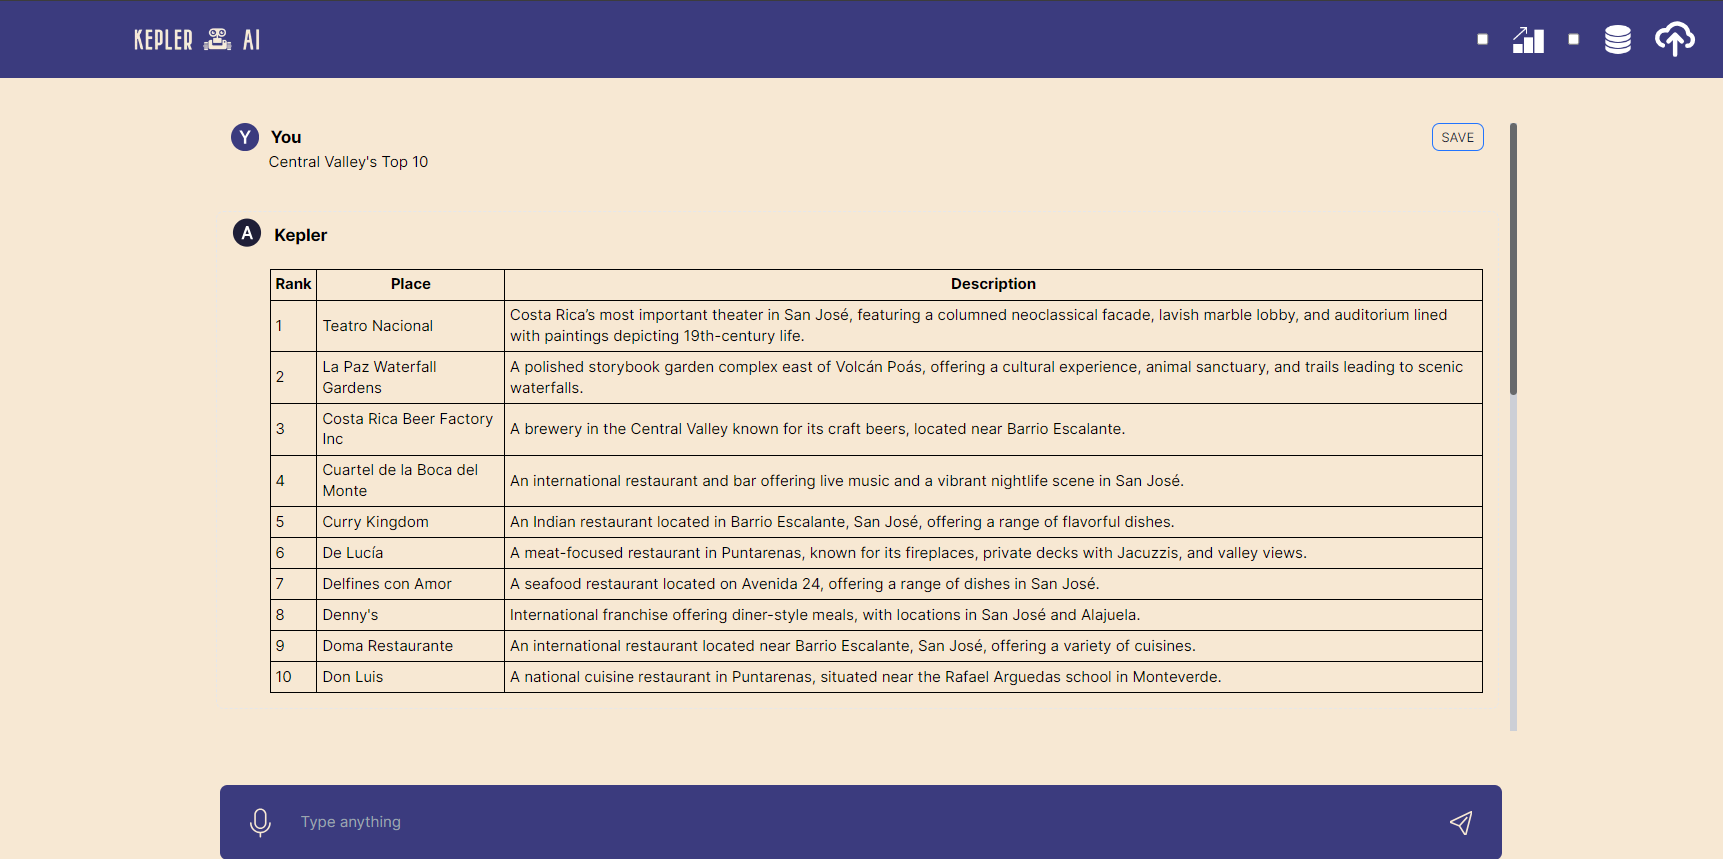 KEPLER AI
Y You
SAVE
Central Valley's Top 10
A Kepler
Rank Place Description
1 Teatro Nacional Costa Rica’s most important theater in San José, featuring a columned neoclassical facade, lavish marble lobby, and auditorium lined
with paintings depicting 19th-century life.
2 La Paz Waterfall
Gardens
A polished storybook garden complex east of Volcán Poás, offering a cultural experience, animal sanctuary, and trails leading to scenic
waterfalls.
3 Costa Rica Beer Factory
Inc
A brewery in the Central Valley known for its craft beers, located near Barrio Escalante.
4 Cuartel de la Boca del
Monte
An international restaurant and bar offering live music and a vibrant nightlife scene in San José.
5 Curry Kingdom An Indian restaurant located in Barrio Escalante, San José, offering a range of flavorful dishes.
6 De Lucía A meat-focused restaurant in Puntarenas, known for its fireplaces, private decks with Jacuzzis, and valley views.
7 Delfines con Amor A seafood restaurant located on Avenida 24, offering a range of dishes in San José.
8 Denny's International franchise offering diner-style meals, with locations in San José and Alajuela.
9 Doma Restaurante An international restaurant located near Barrio Escalante, San José, offering a variety of cuisines.
10 Don Luis A national cuisine restaurant in Puntarenas, situated near the Rafael Arguedas school in Monteverde.
Type anything